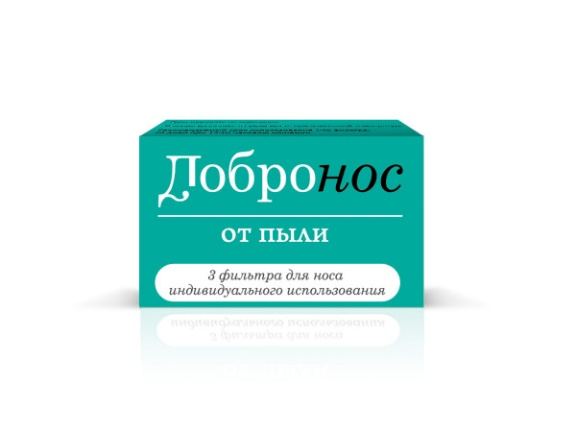 Добронос
от пыли
3 фильтра для носа
индивидуального использования